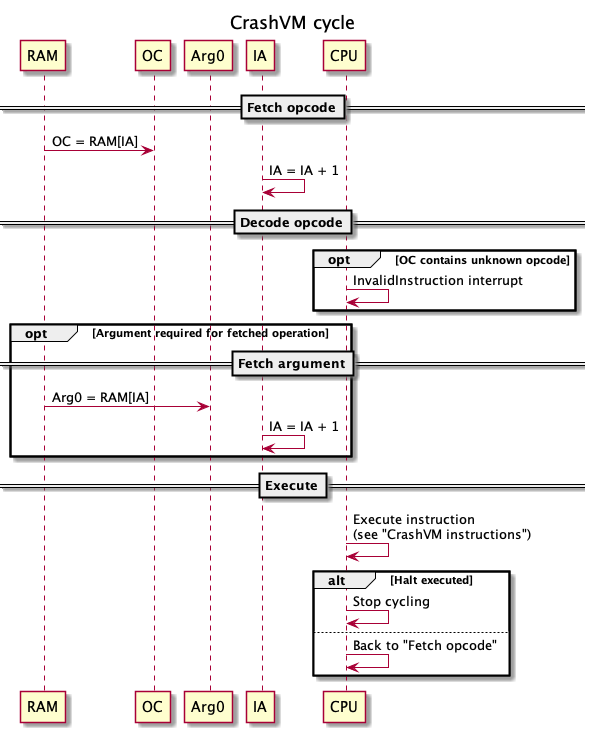 CrashVM cycle
RAM
OC
Arg0
IA
CPU
Fetch opcode
OC = RAM[IA]
IA = IA + 1
Decode opcode
opt
[OC contains unknown opcode]
InvalidInstruction interrupt
opt
[Argument required for fetched operation]
Fetch argument
Arg0 = RAM[IA]
IA = IA + 1
Execute
Execute instruction
(see "CrashVM instructions")
alt
[Halt executed]
Stop cycling
Back to "Fetch opcode"
RAM
OC
Arg0
IA
CPU